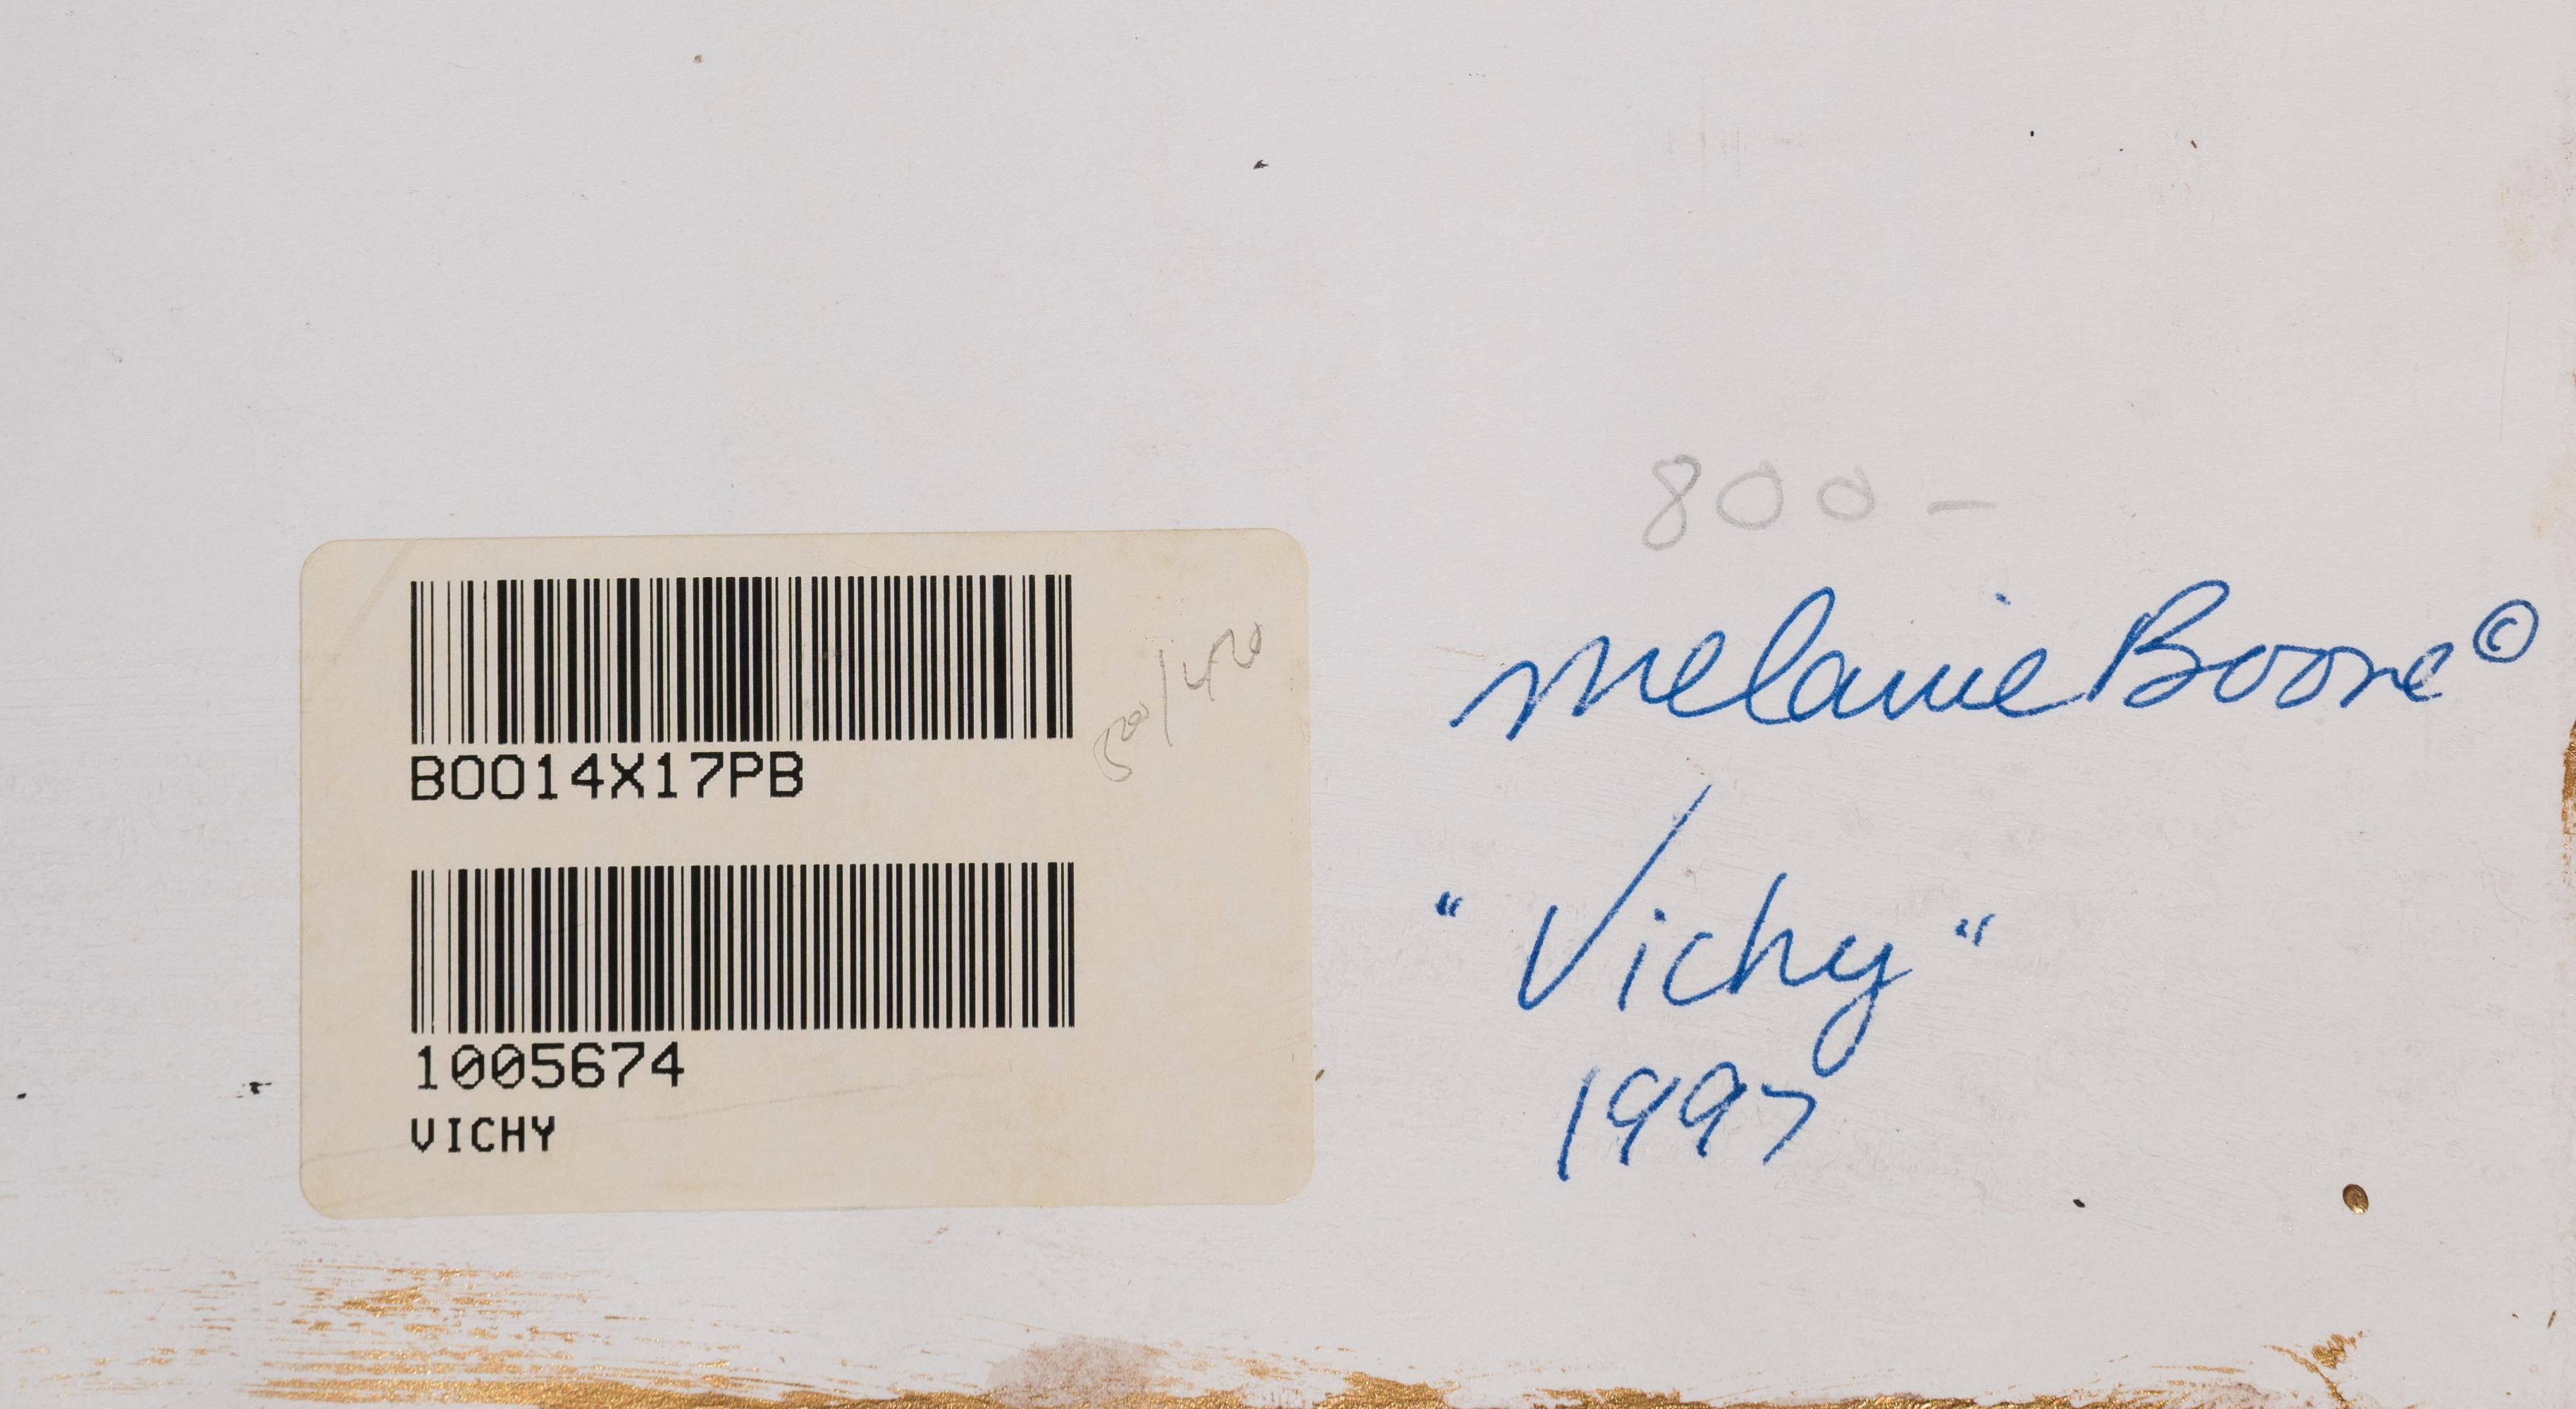 800 -
Melanie Boone ©
B0014X17PB
"Vichy"
1005674
VICHY
1997